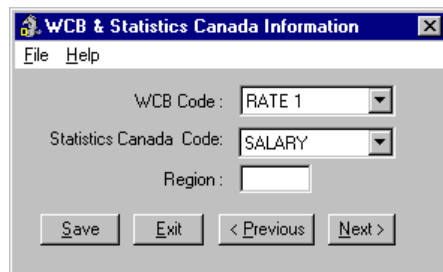 WCB & Statistics Canada Information
File Help
WCB Code : RATE 1
Statistics Canada Code: SALARY
Region :
Save Exit < Previous Next >